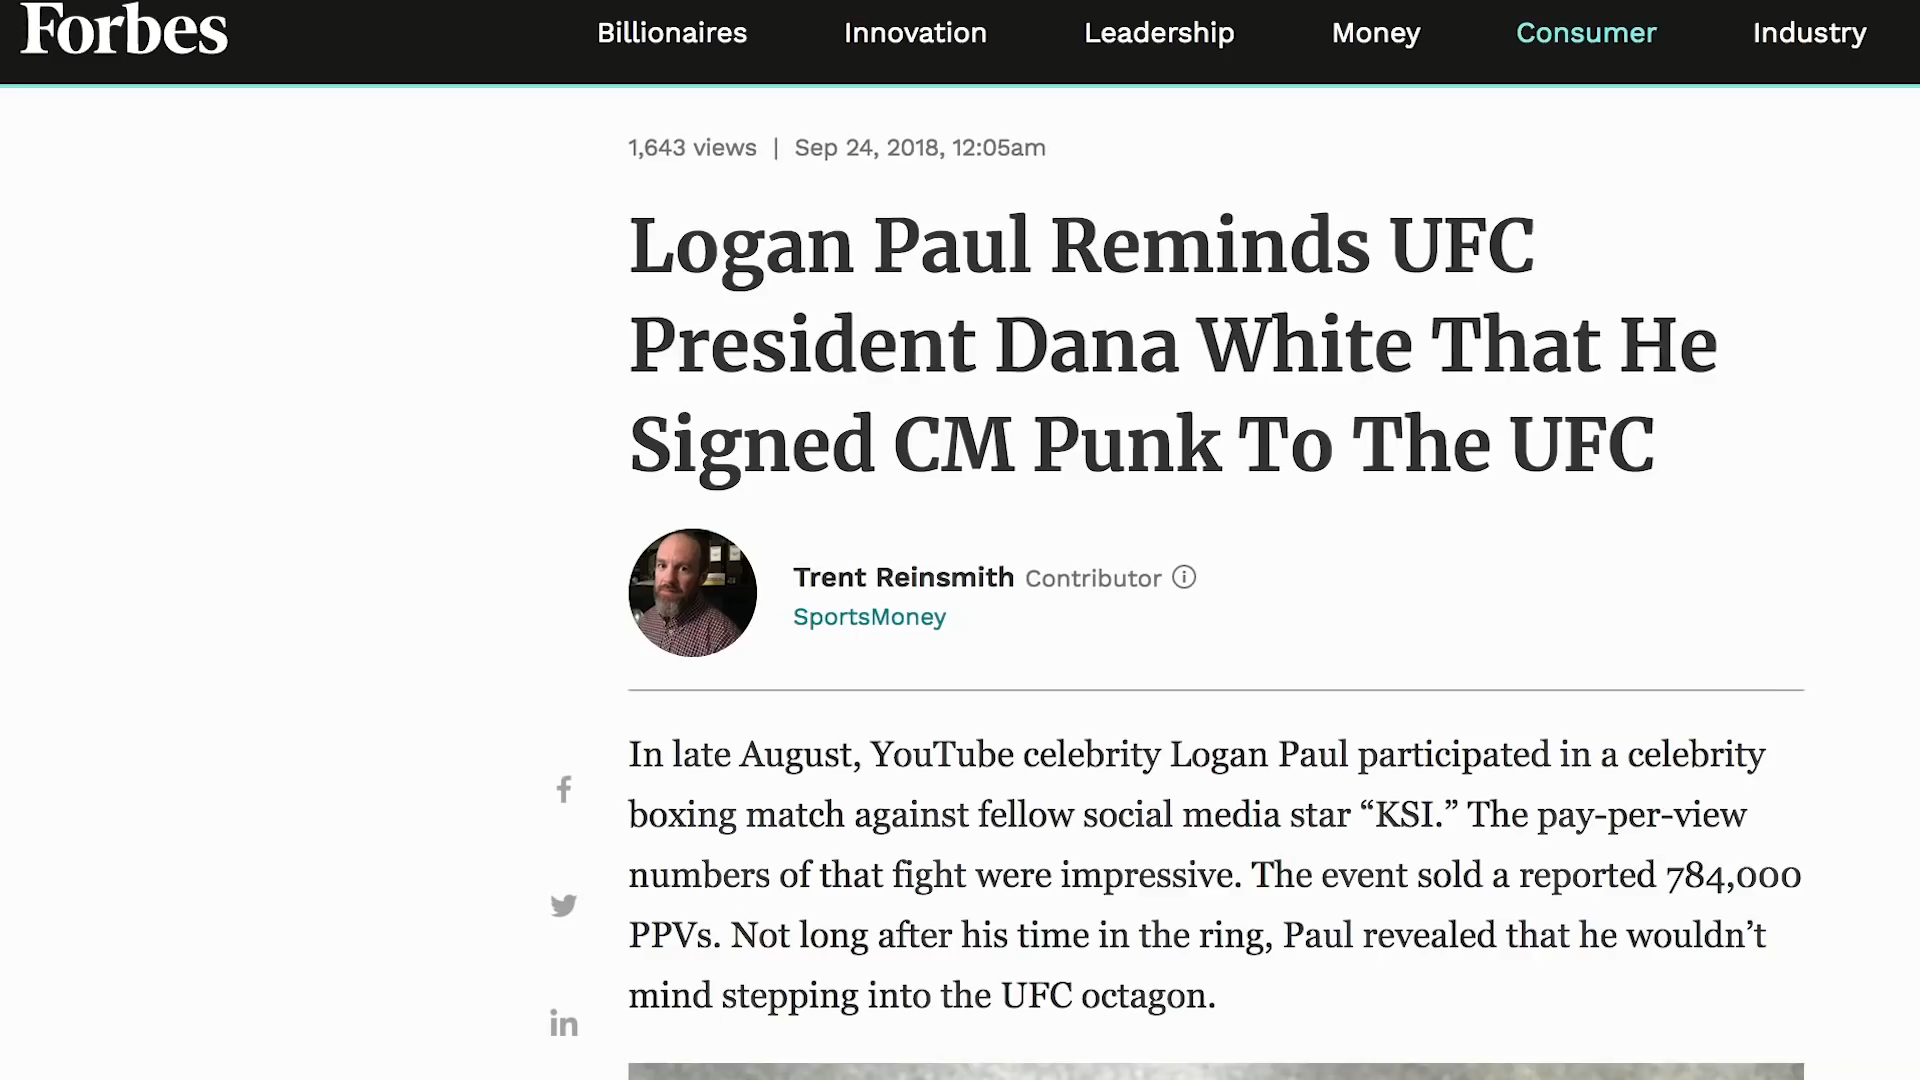 Forbes
Billionaires Innovation Leadership Money Consumer Industry
1,643 views | Sep 24, 2018, 12:05am
Logan Paul Reminds UFC
President Dana White That He
Signed CM Punk To The UFC
Trent Reinsmith Contributor
SportsMoney
In late August, YouTube celebrity Logan Paul participated in a celebrity
boxing match against fellow social media star “KSI.” The pay-per-view
numbers of that fight were impressive. The event sold a reported 784,000
PPVs. Not long after his time in the ring, Paul revealed that he wouldn’t
mind stepping into the UFC octagon.